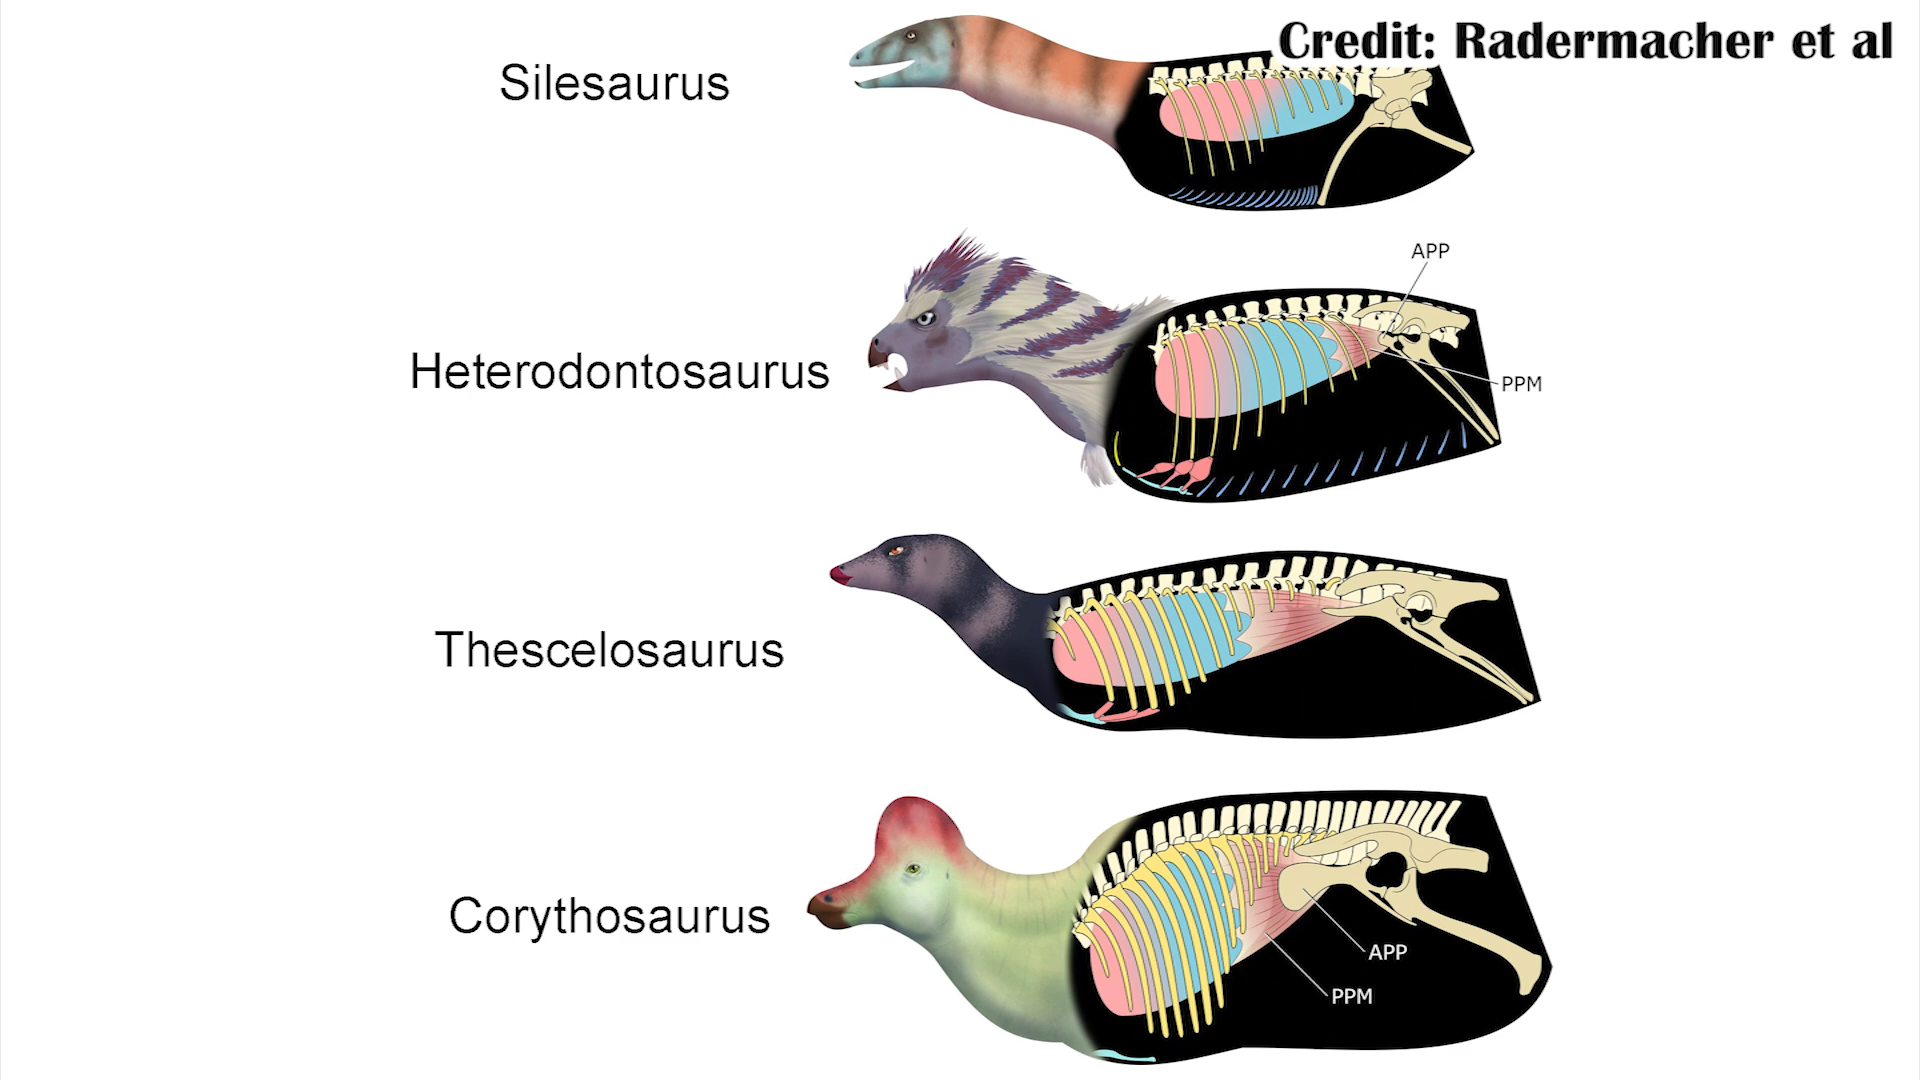 Credit: Radermacher et al
Silesaurus
APP
Heterodontosaurus
PPM
Thescelosaurus
Corythosaurus
APP
PPM